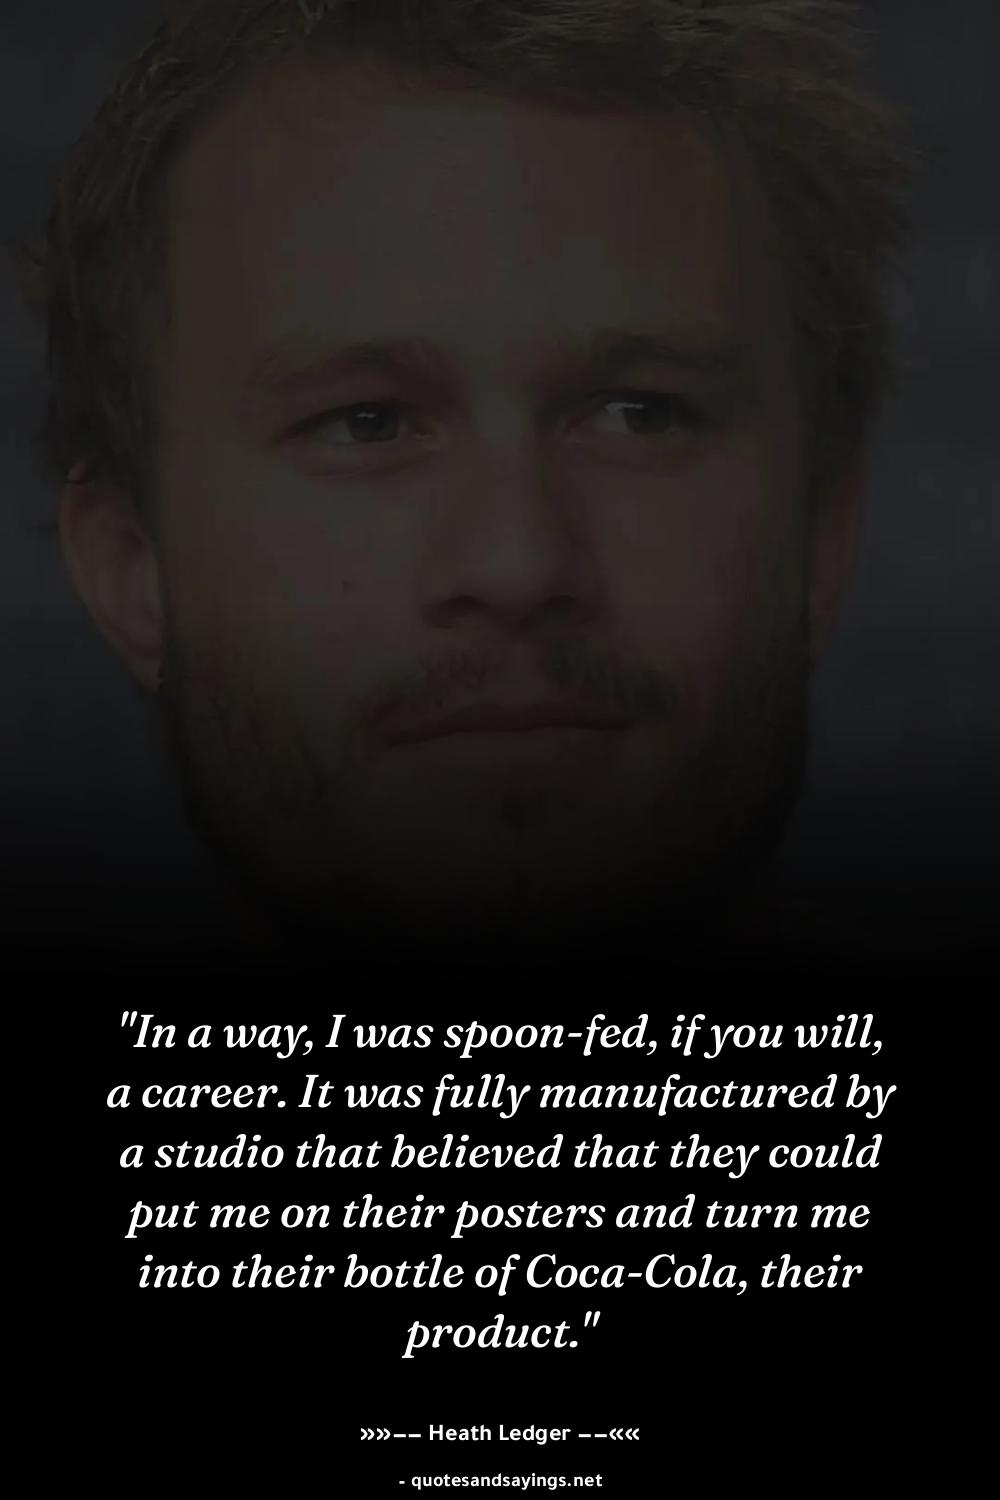 "In a way, I was spoon-fed, if you will,
a career. It was fully manufactured by
a studio that believed that they could
put me on their posters and turn me
into their bottle of Coca-Cola, their
product."
»»−− Heath Ledger −−««
- quotesandsayings.net